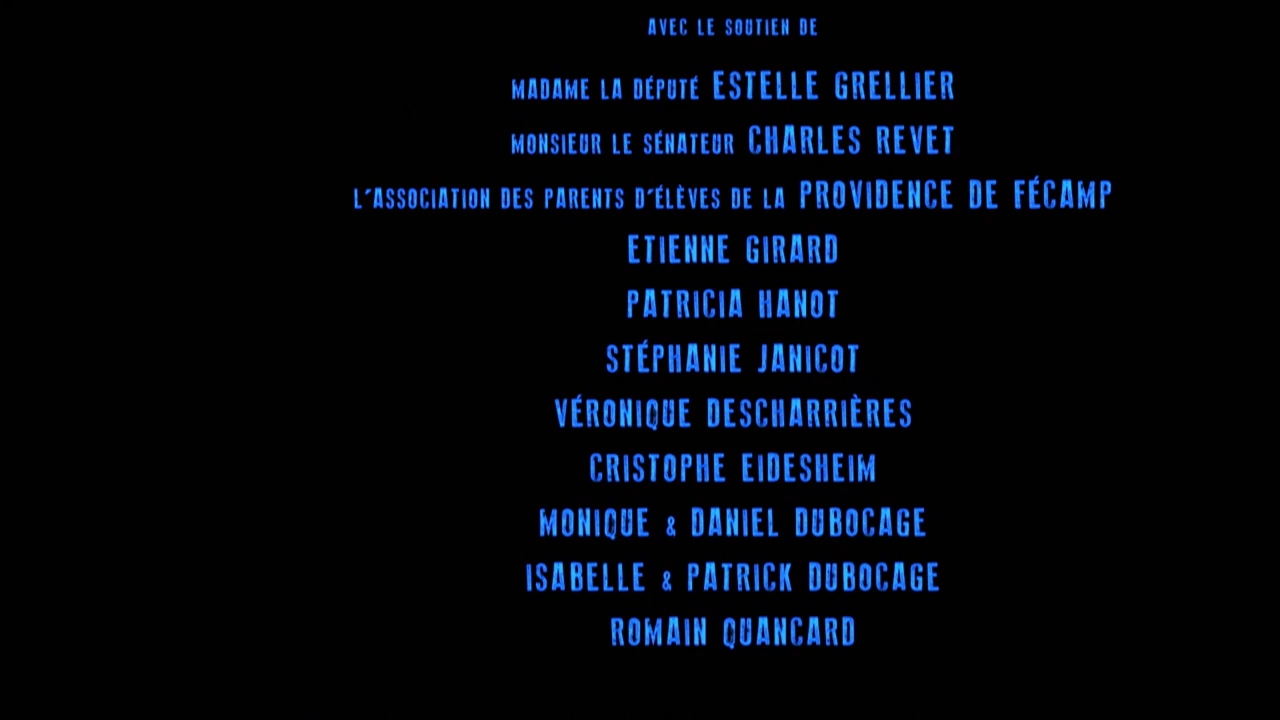 AVEC LE SOUTIEN DE
MADAME LA DÉPUTÉ ESTELLE GRELLIER
MONSIEUR LE SÉNATEUR CHARLES REVET
L'ASSOCIATION DES PARENTS D'ÉLÈVES DE LA PROVIDENCE DE FÉCAMP
ETIENNE GIRARD
PATRICIA HANOT
STÉPHANIE JANICOT
VÉRONIQUE DESCHARRIÈRES
CRISTOPHE EIDESHEIM
MONIQUE & DANIEL DUBOCAGE
ISABELLE & PATRICK DUBOCAGE
ROMAIN QUANCARD